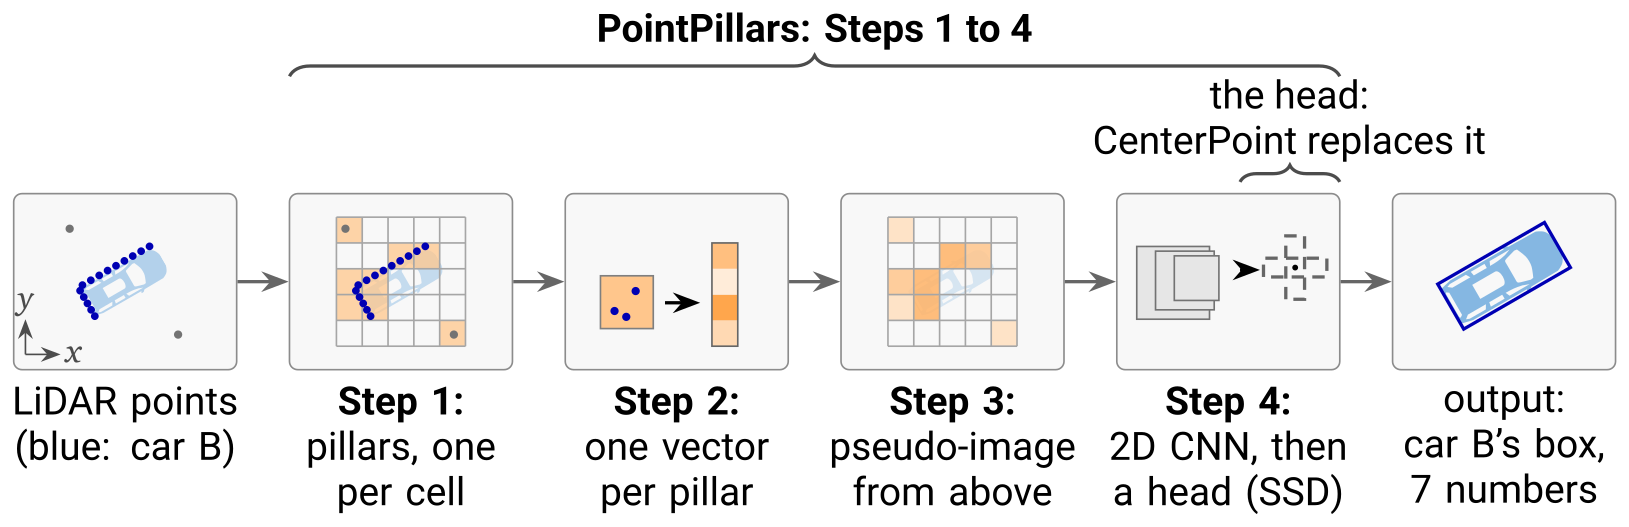 PointPillars: Steps 1 to 4
the head:
CenterPoint replaces it
y
x
LiDAR points
(blue: car B)
Step 1:
pillars, one
per cell
Step 2:
one vector
per pillar
Step 3:
pseudo-image
from above
Step 4:
2D CNN, then
a head (SSD)
output:
car B’s box,
7 numbers